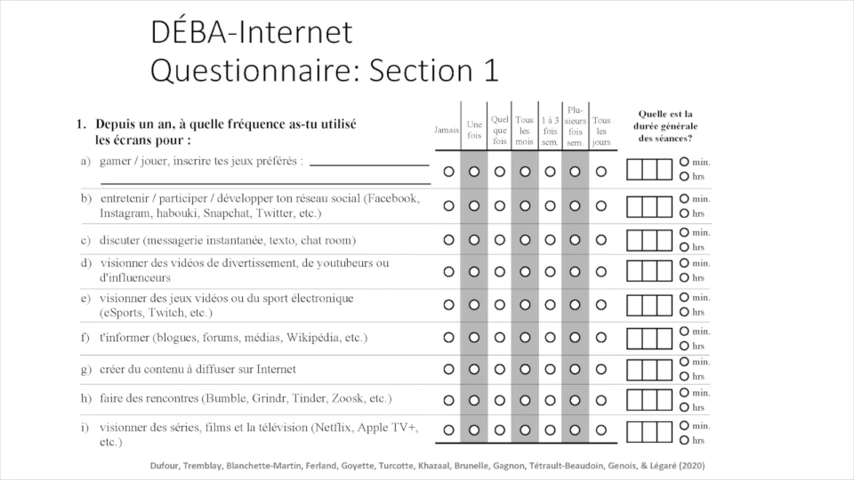 DÉBA-Internet
Questionnaire: Section 1
1. Depuis un an, à quelle fréquence as-tu utilisé
les écrans pour :
Jamais
Une
fois
Quel
que
fois
Tous
les
mois
1 à 3
fois
sem.
Plu-
sieurs
fois
sem.
Tous
les
jours
Quelle est la
durée générale
des séances?
a) gamer / jouer, inscrire tes jeux préférés :
min.
hrs
b) entretenir / participer / développer ton réseau social (Facebook,
Instagram, habouki, Snapchat, Twitter, etc.)
min.
hrs
c) discuter (messagerie instantanée, texto, chat room)
min.
hrs
d) visionner des vidéos de divertissement, de youtubeurs ou
d'influenceurs
min.
hrs
e) visionner des jeux vidéos ou du sport électronique
(eSports, Twitch, etc.)
min.
hrs
f) t'informer (blogues, forums, médias, Wikipédia, etc.)
min.
hrs
g) créer du contenu à diffuser sur Internet
min.
hrs
h) faire des rencontres (Bumble, Grindr, Tinder, Zoosk, etc.)
min.
hrs
i) visionner des séries, films et la télévision (Netflix, Apple TV+,
etc.)
min.
hrs
Dufour, Tremblay, Blanchette-Martin, Ferland, Goyette, Turcotte, Khazaal, Brunelle, Gagnon, Tétrault-Beaudoin, Genois, & Légaré (2020)